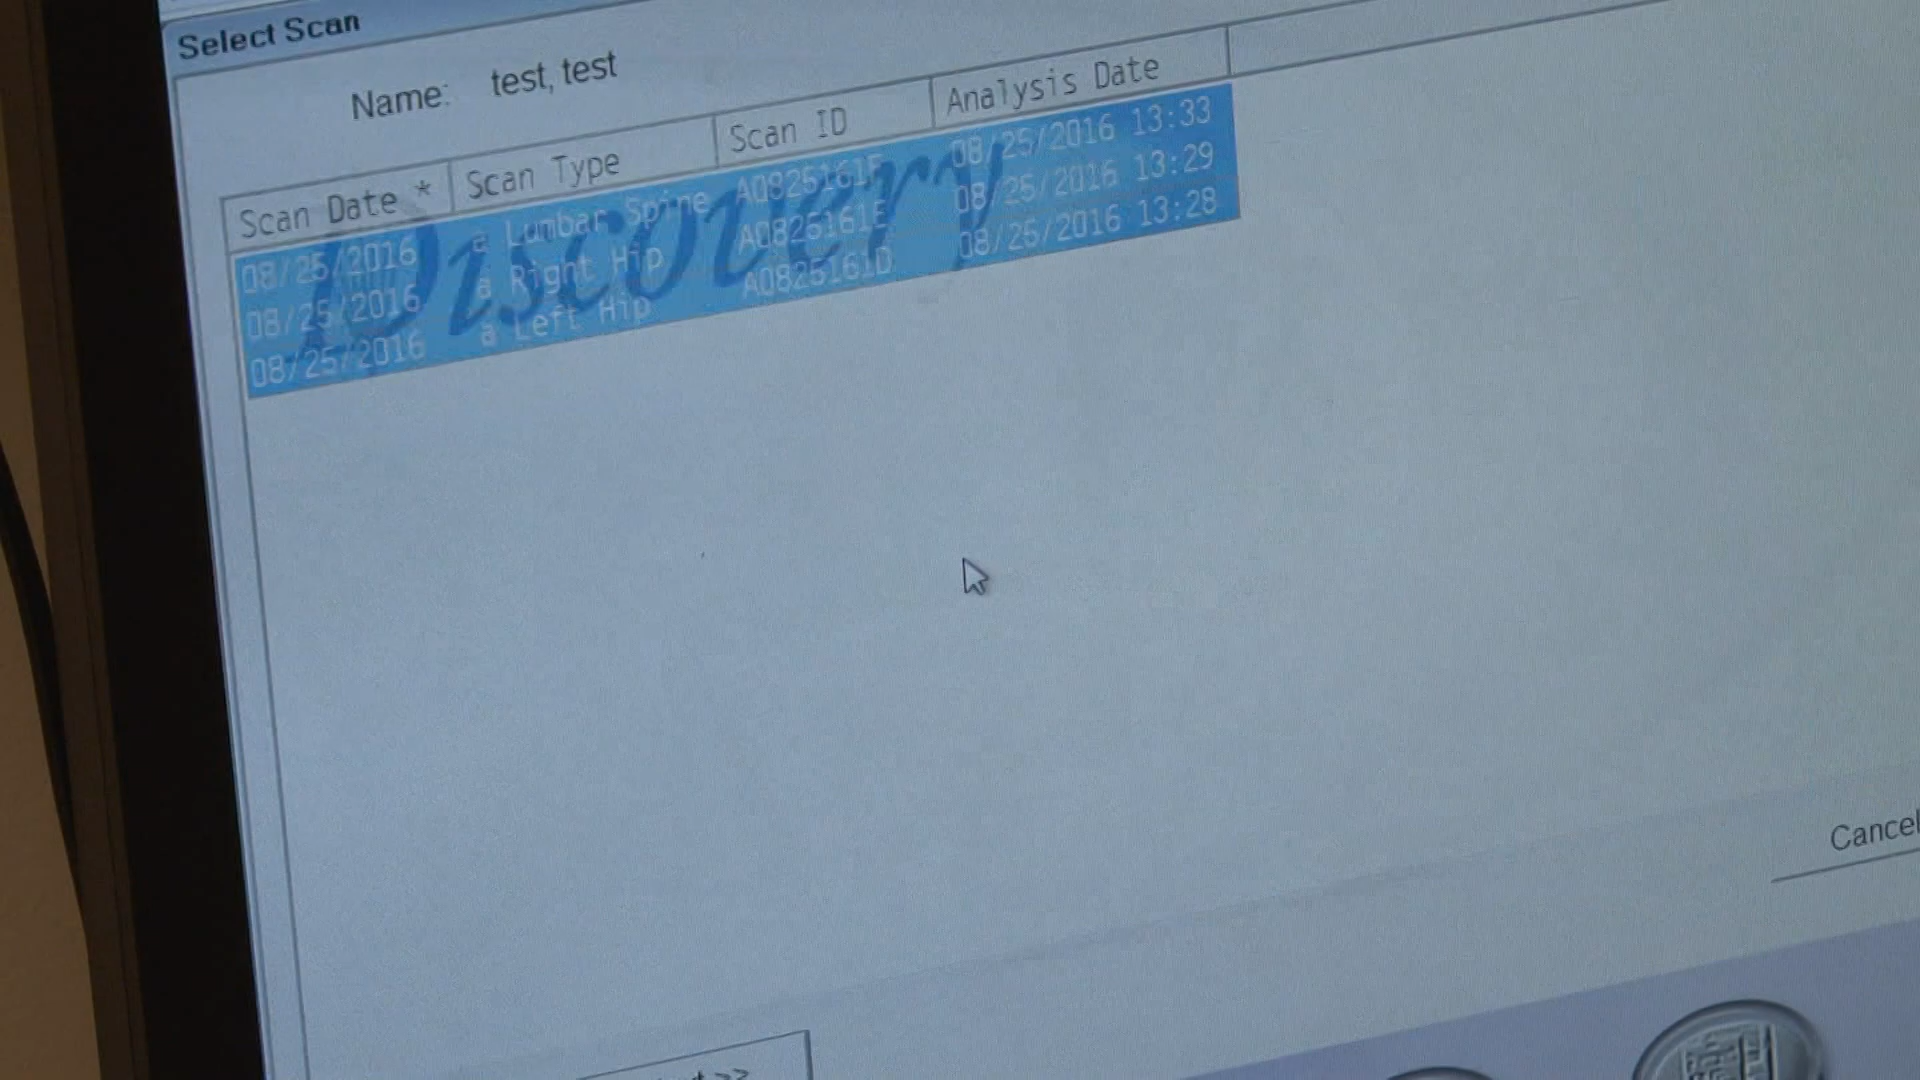 Select Scan
Name: test, test
Scan Date * Scan Type Scan ID Analysis Date
08/25/2016 a Lumbar Spine 08/25/2016 13:33
08/25/2016 a Right Hip A0825161E 08/25/2016 13:29
08/25/2016 a Left Hip A0825161D 08/25/2016 13:28
Discovery
Cancel
>>